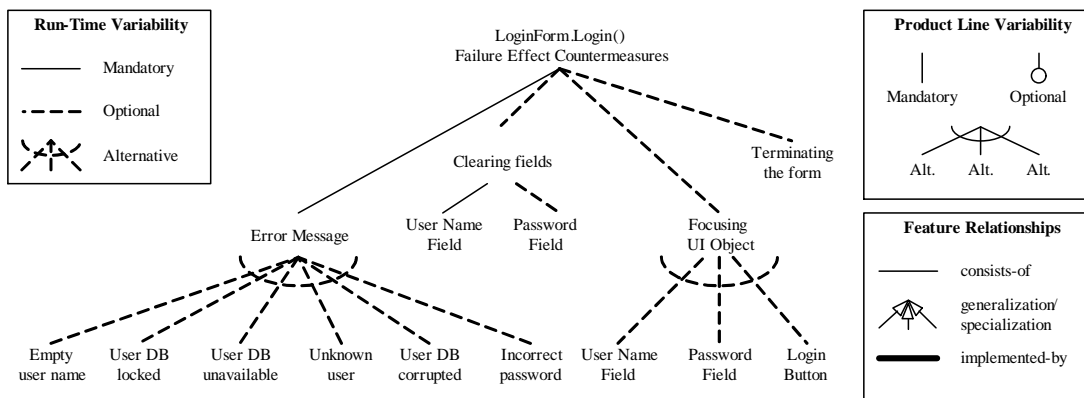 Run-Time Variability
Mandatory
Optional
Alternative
LoginForm.Login()
Failure Effect Countermeasures
Clearing fields
Terminating
the form
User Name
Field
Password
Field
Error Message
Focusing
UI Object
Empty
user name
User DB
locked
User DB
unavailable
Unknown
user
User DB
corrupted
Incorrect
password
User Name
Field
Password
Field
Login
Button
Product Line Variability
Mandatory
Optional
Alt.
Alt.
Alt.
Feature Relationships
consists-of
generalization/
specialization
implemented-by